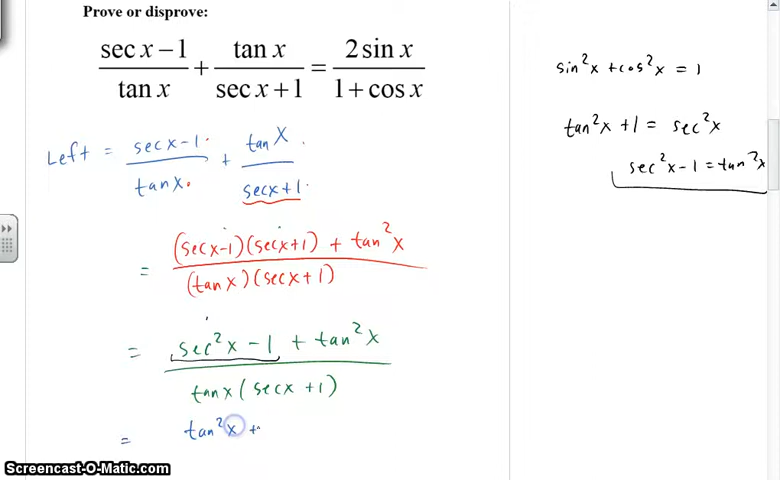 Prove or disprove:
(sec x − 1)/(tan x) + (tan x)/(sec x + 1) = (2 sin x)/(1 + cos x)
Left = (sec x − 1)/(tan x) + (tan x)/(sec x + 1)
= ((sec x − 1)(sec x + 1) + tan²x)/((tan x)(sec x + 1))
= (sec²x − 1 + tan²x)/(tan x (sec x + 1))
= tan²x +
sin²x + cos²x = 1
tan²x + 1 = sec²x
sec²x − 1 = tan²x
Screencast-O-Matic.com